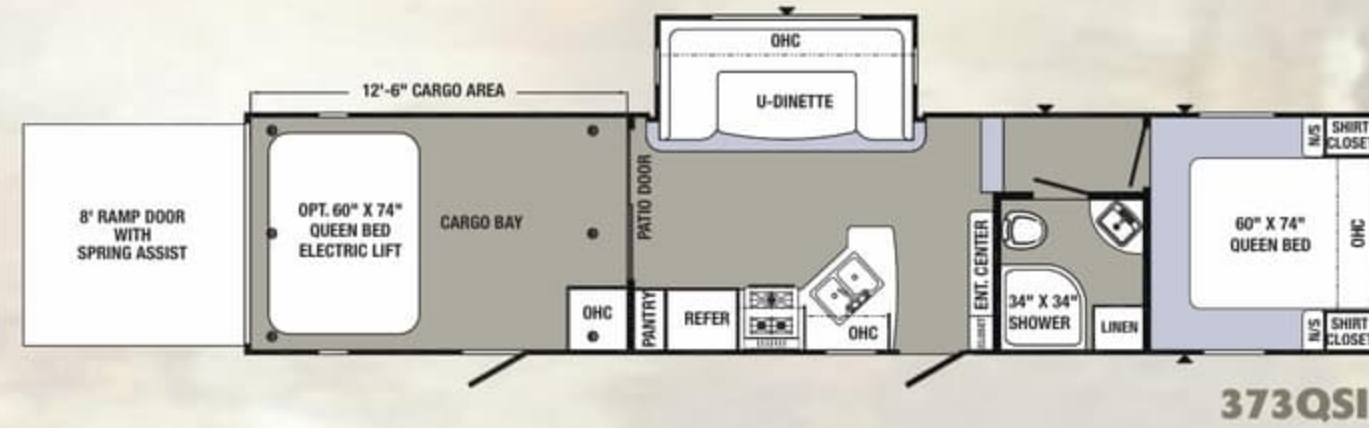 OHC
U-DINETTE
12'-6" CARGO AREA
8' RAMP DOOR
WITH
SPRING ASSIST
OPT. 60" X 74"
QUEEN BED
ELECTRIC LIFT
CARGO BAY
PATIO DOOR
OHC
PANTRY
REFER
OHC
ENT. CENTER
CLOSET
34" X 34"
SHOWER
LINEN
N/S
SHIRT
CLOSET
60" X 74"
QUEEN BED
OHC
N/S
SHIRT
CLOSET
373QSI